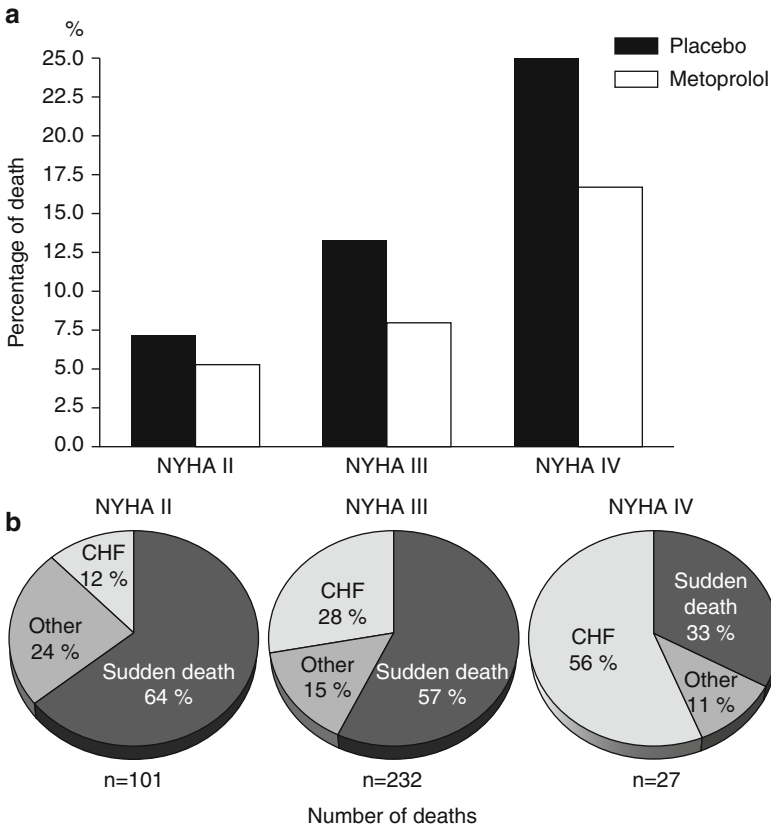 a
%
Placebo
Metoprolol
Percentage of death
25.0
22.5
20.0
17.5
15.0
12.5
10.0
7.5
5.0
2.5
0.0
NYHA II
NYHA III
NYHA IV
b
NYHA II
NYHA III
NYHA IV
CHF
12 %
Other
24 %
Sudden death
64 %
n=101
CHF
28 %
Other
15 %
Sudden death
57 %
n=232
Sudden
death
33 %
CHF
56 %
Other
11 %
n=27
Number of deaths